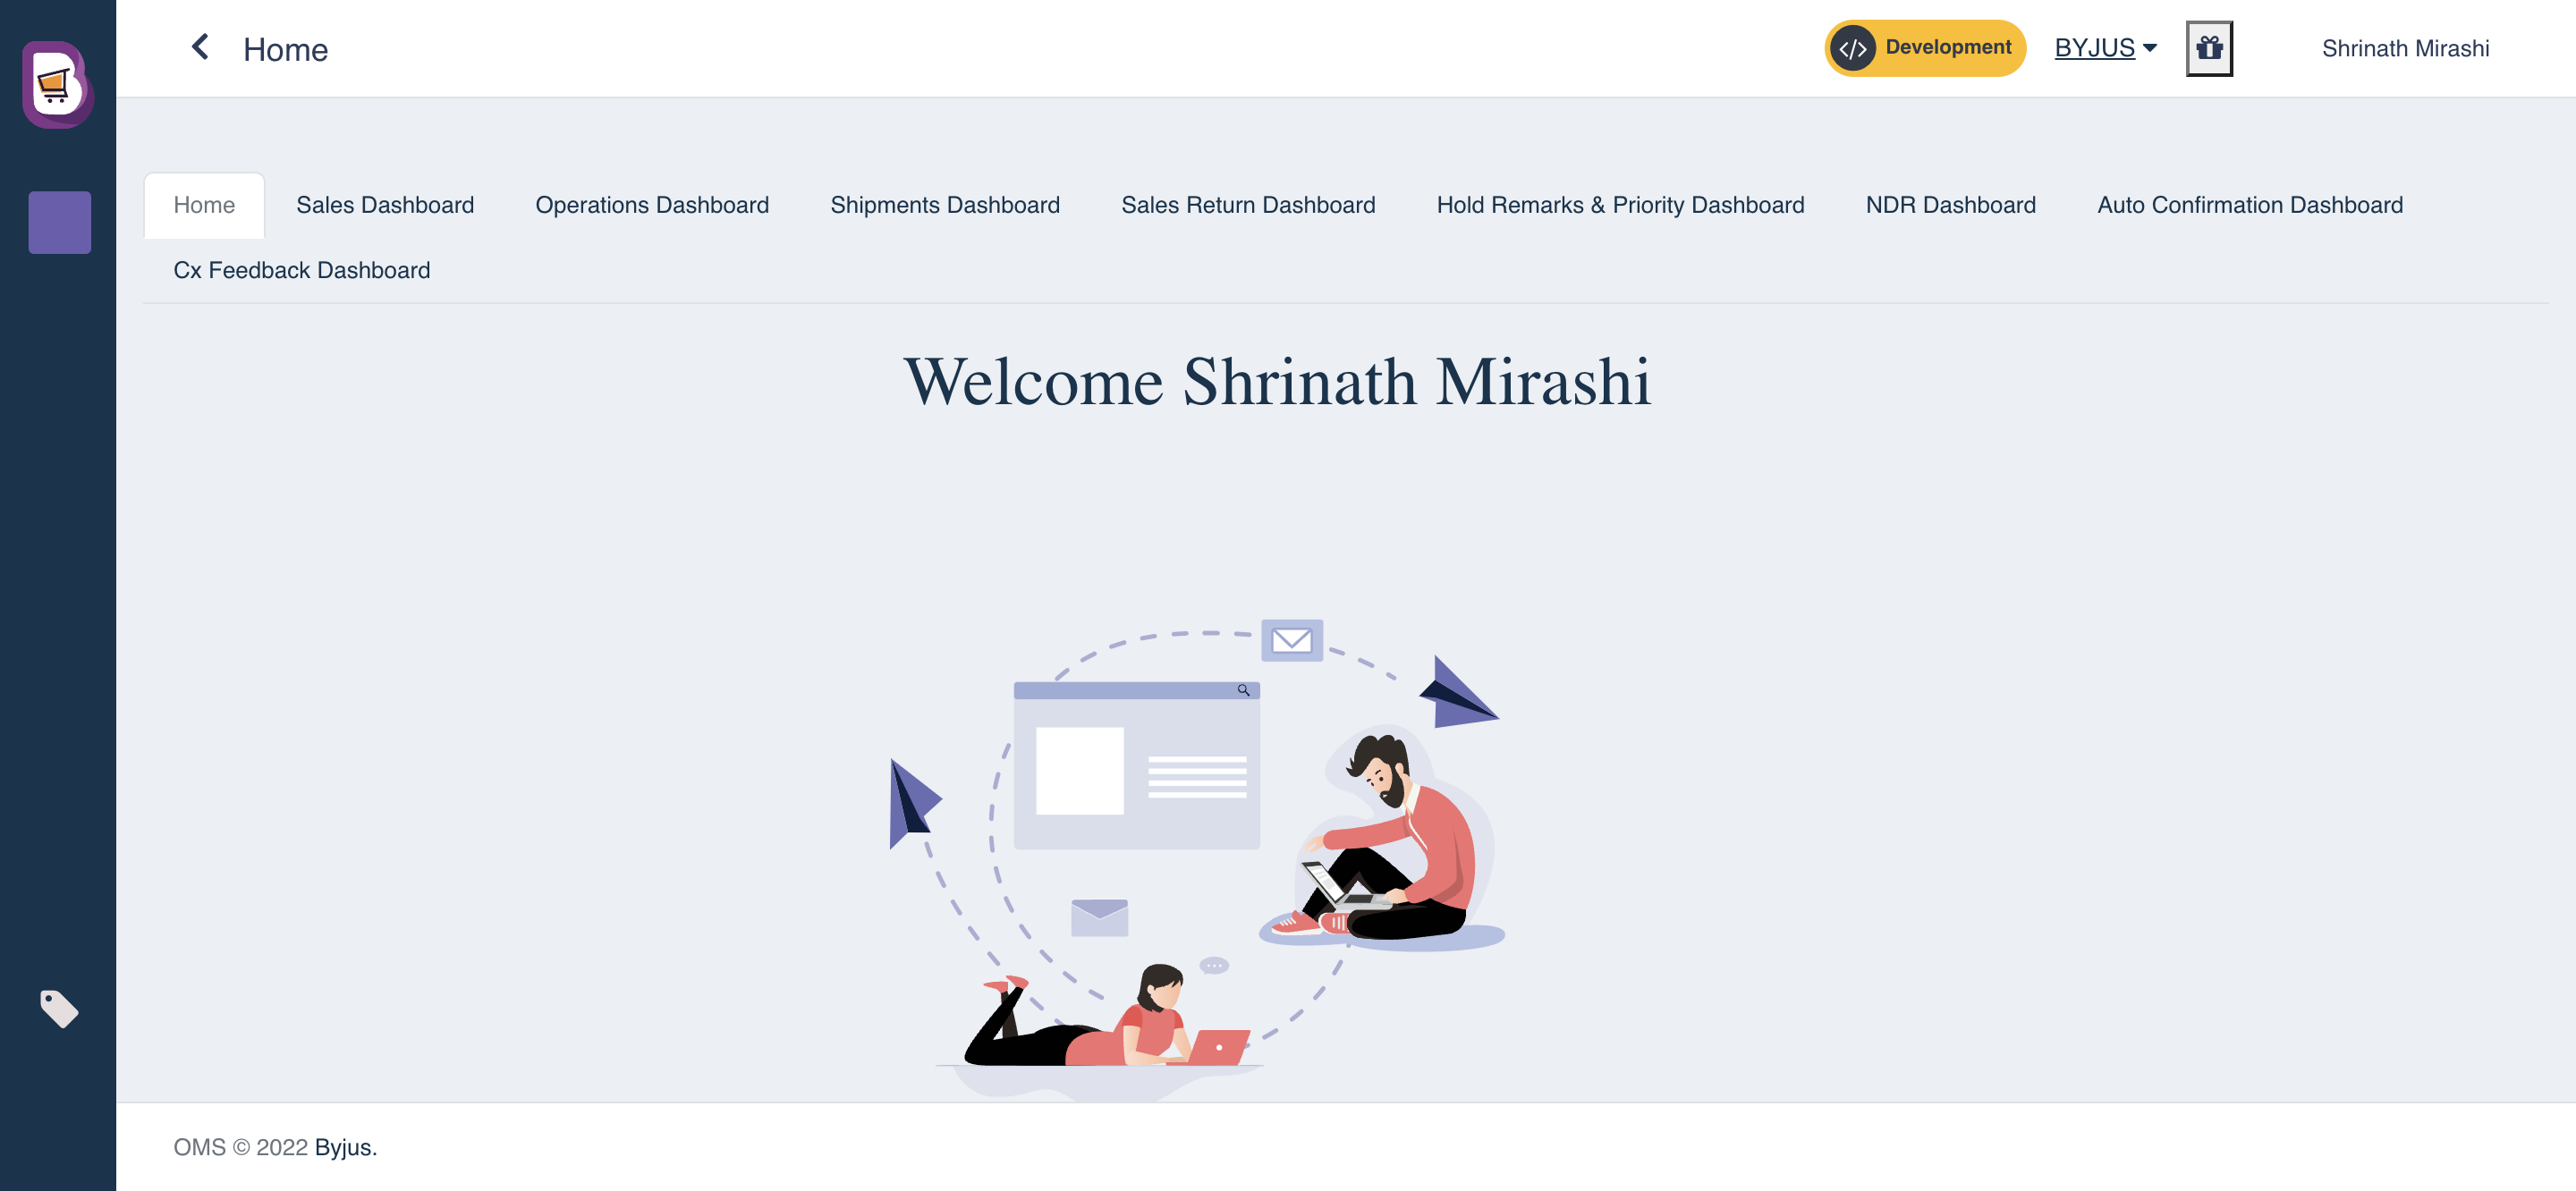 Home
Development
BYJUS
Shrinath Mirashi
Home
Sales Dashboard
Operations Dashboard
Shipments Dashboard
Sales Return Dashboard
Hold Remarks & Priority Dashboard
NDR Dashboard
Auto Confirmation Dashboard
Cx Feedback Dashboard
Welcome Shrinath Mirashi
OMS © 2022 Byjus.